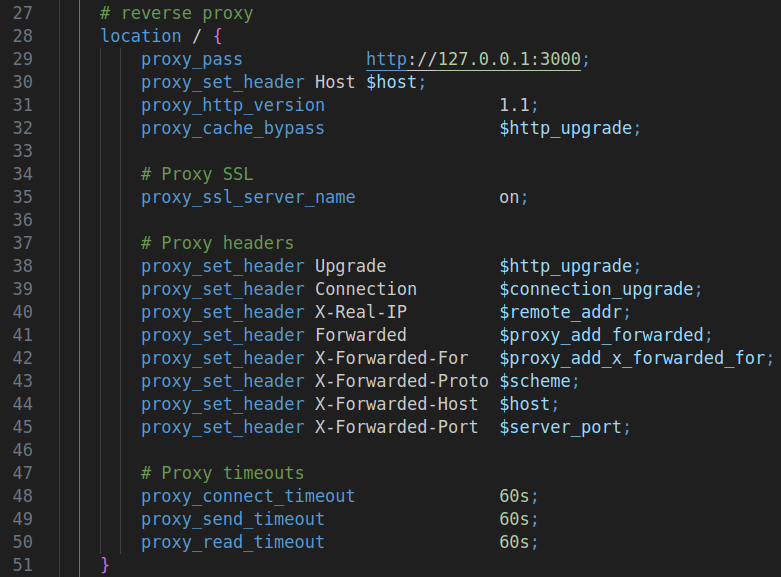 27 # reverse proxy
28 location / {
29 proxy_pass http://127.0.0.1:3000;
30 proxy_set_header Host $host;
31 proxy_http_version 1.1;
32 proxy_cache_bypass $http_upgrade;
33
34 # Proxy SSL
35 proxy_ssl_server_name on;
36
37 # Proxy headers
38 proxy_set_header Upgrade $http_upgrade;
39 proxy_set_header Connection $connection_upgrade;
40 proxy_set_header X-Real-IP $remote_addr;
41 proxy_set_header Forwarded $proxy_add_forwarded;
42 proxy_set_header X-Forwarded-For $proxy_add_x_forwarded_for;
43 proxy_set_header X-Forwarded-Proto $scheme;
44 proxy_set_header X-Forwarded-Host $host;
45 proxy_set_header X-Forwarded-Port $server_port;
46
47 # Proxy timeouts
48 proxy_connect_timeout 60s;
49 proxy_send_timeout 60s;
50 proxy_read_timeout 60s;
51 }